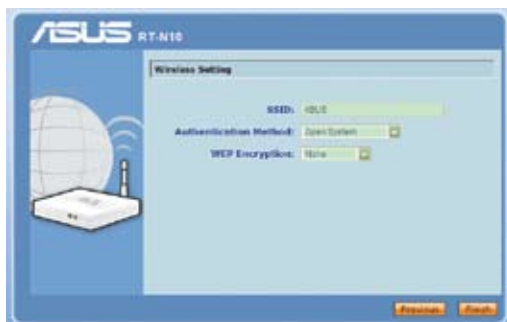 ASUS RT-N10
Wireless Setting
SSID: ASUS
Authentication Method: Open System
WEP Encryption: None
Previous Finish